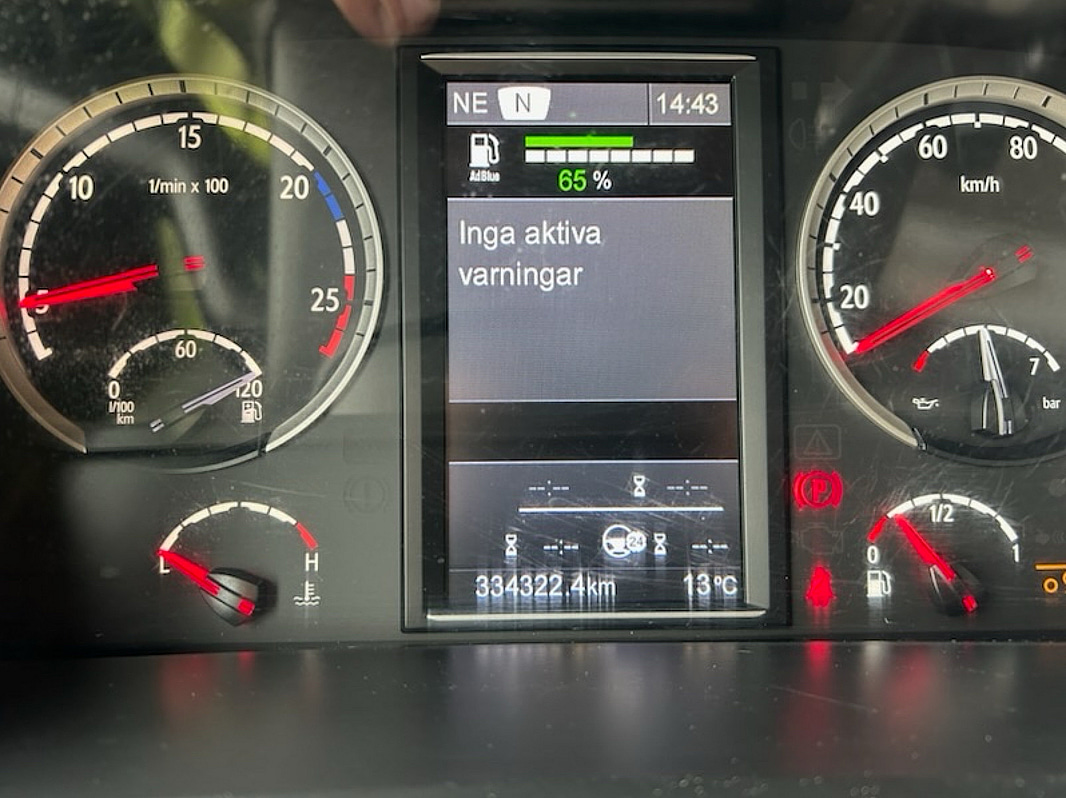 NE N 14:43
AdBlue
65 %
Inga aktiva
varningar
--:-- --:--
24
--:-- --:--
334322.4km 13°C
5 10 15 20 25
1/min x 100
0 60 120
l/100
km
L H
20 40 60 80
km/h
7
bar
P
0 1/2 1